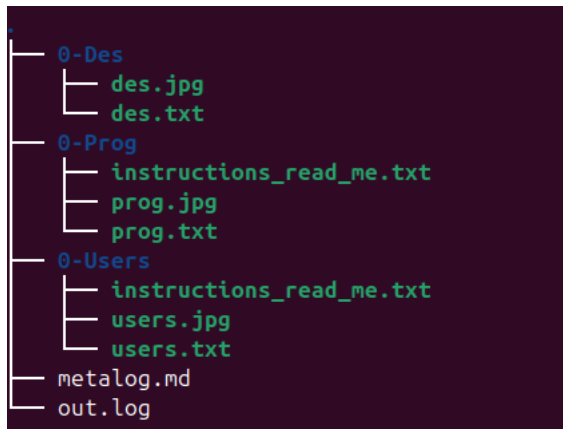 .
├── 0-Des
│   ├── des.jpg
│   └── des.txt
├── 0-Prog
│   ├── instructions_read_me.txt
│   ├── prog.jpg
│   └── prog.txt
├── 0-Users
│   ├── instructions_read_me.txt
│   ├── users.jpg
│   └── users.txt
├── metalog.md
└── out.log